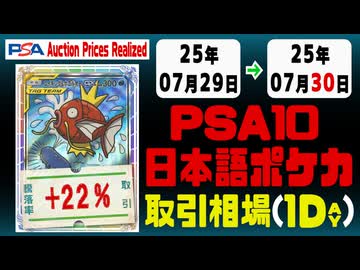 PSA Auction Prices Realized
25年
07月29日
25年
07月30日
TAG TEAM
300
騰落率
+22%
取引
PSA10
日本語ポケカ
取引相場(1D